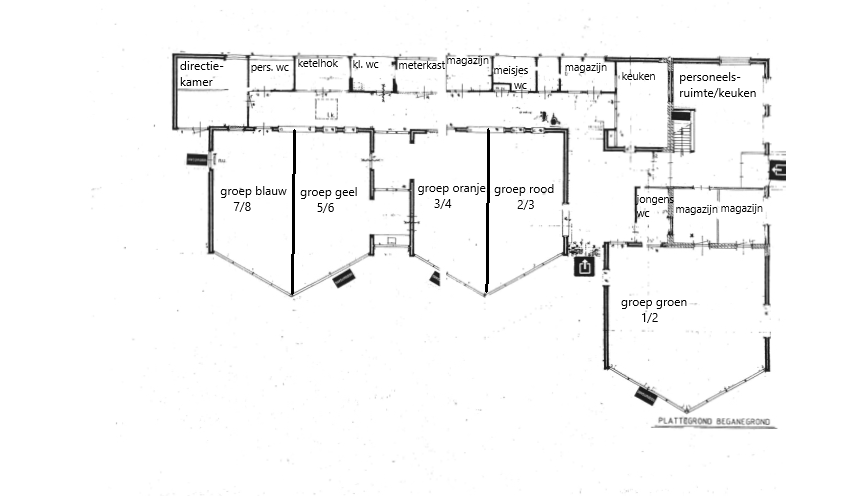 directie-
kamer
pers. wc
ketelhok
kl. wc
meterkast
magazijn
meisjes
wc
magazijn
keuken
personeels-
ruimte/keuken
groep blauw
7/8
groep geel
5/6
groep oranje
3/4
groep rood
2/3
jongens
wc
magazijn
magazijn
groep groen
1/2
PLATTEGROND BEGANEGROND